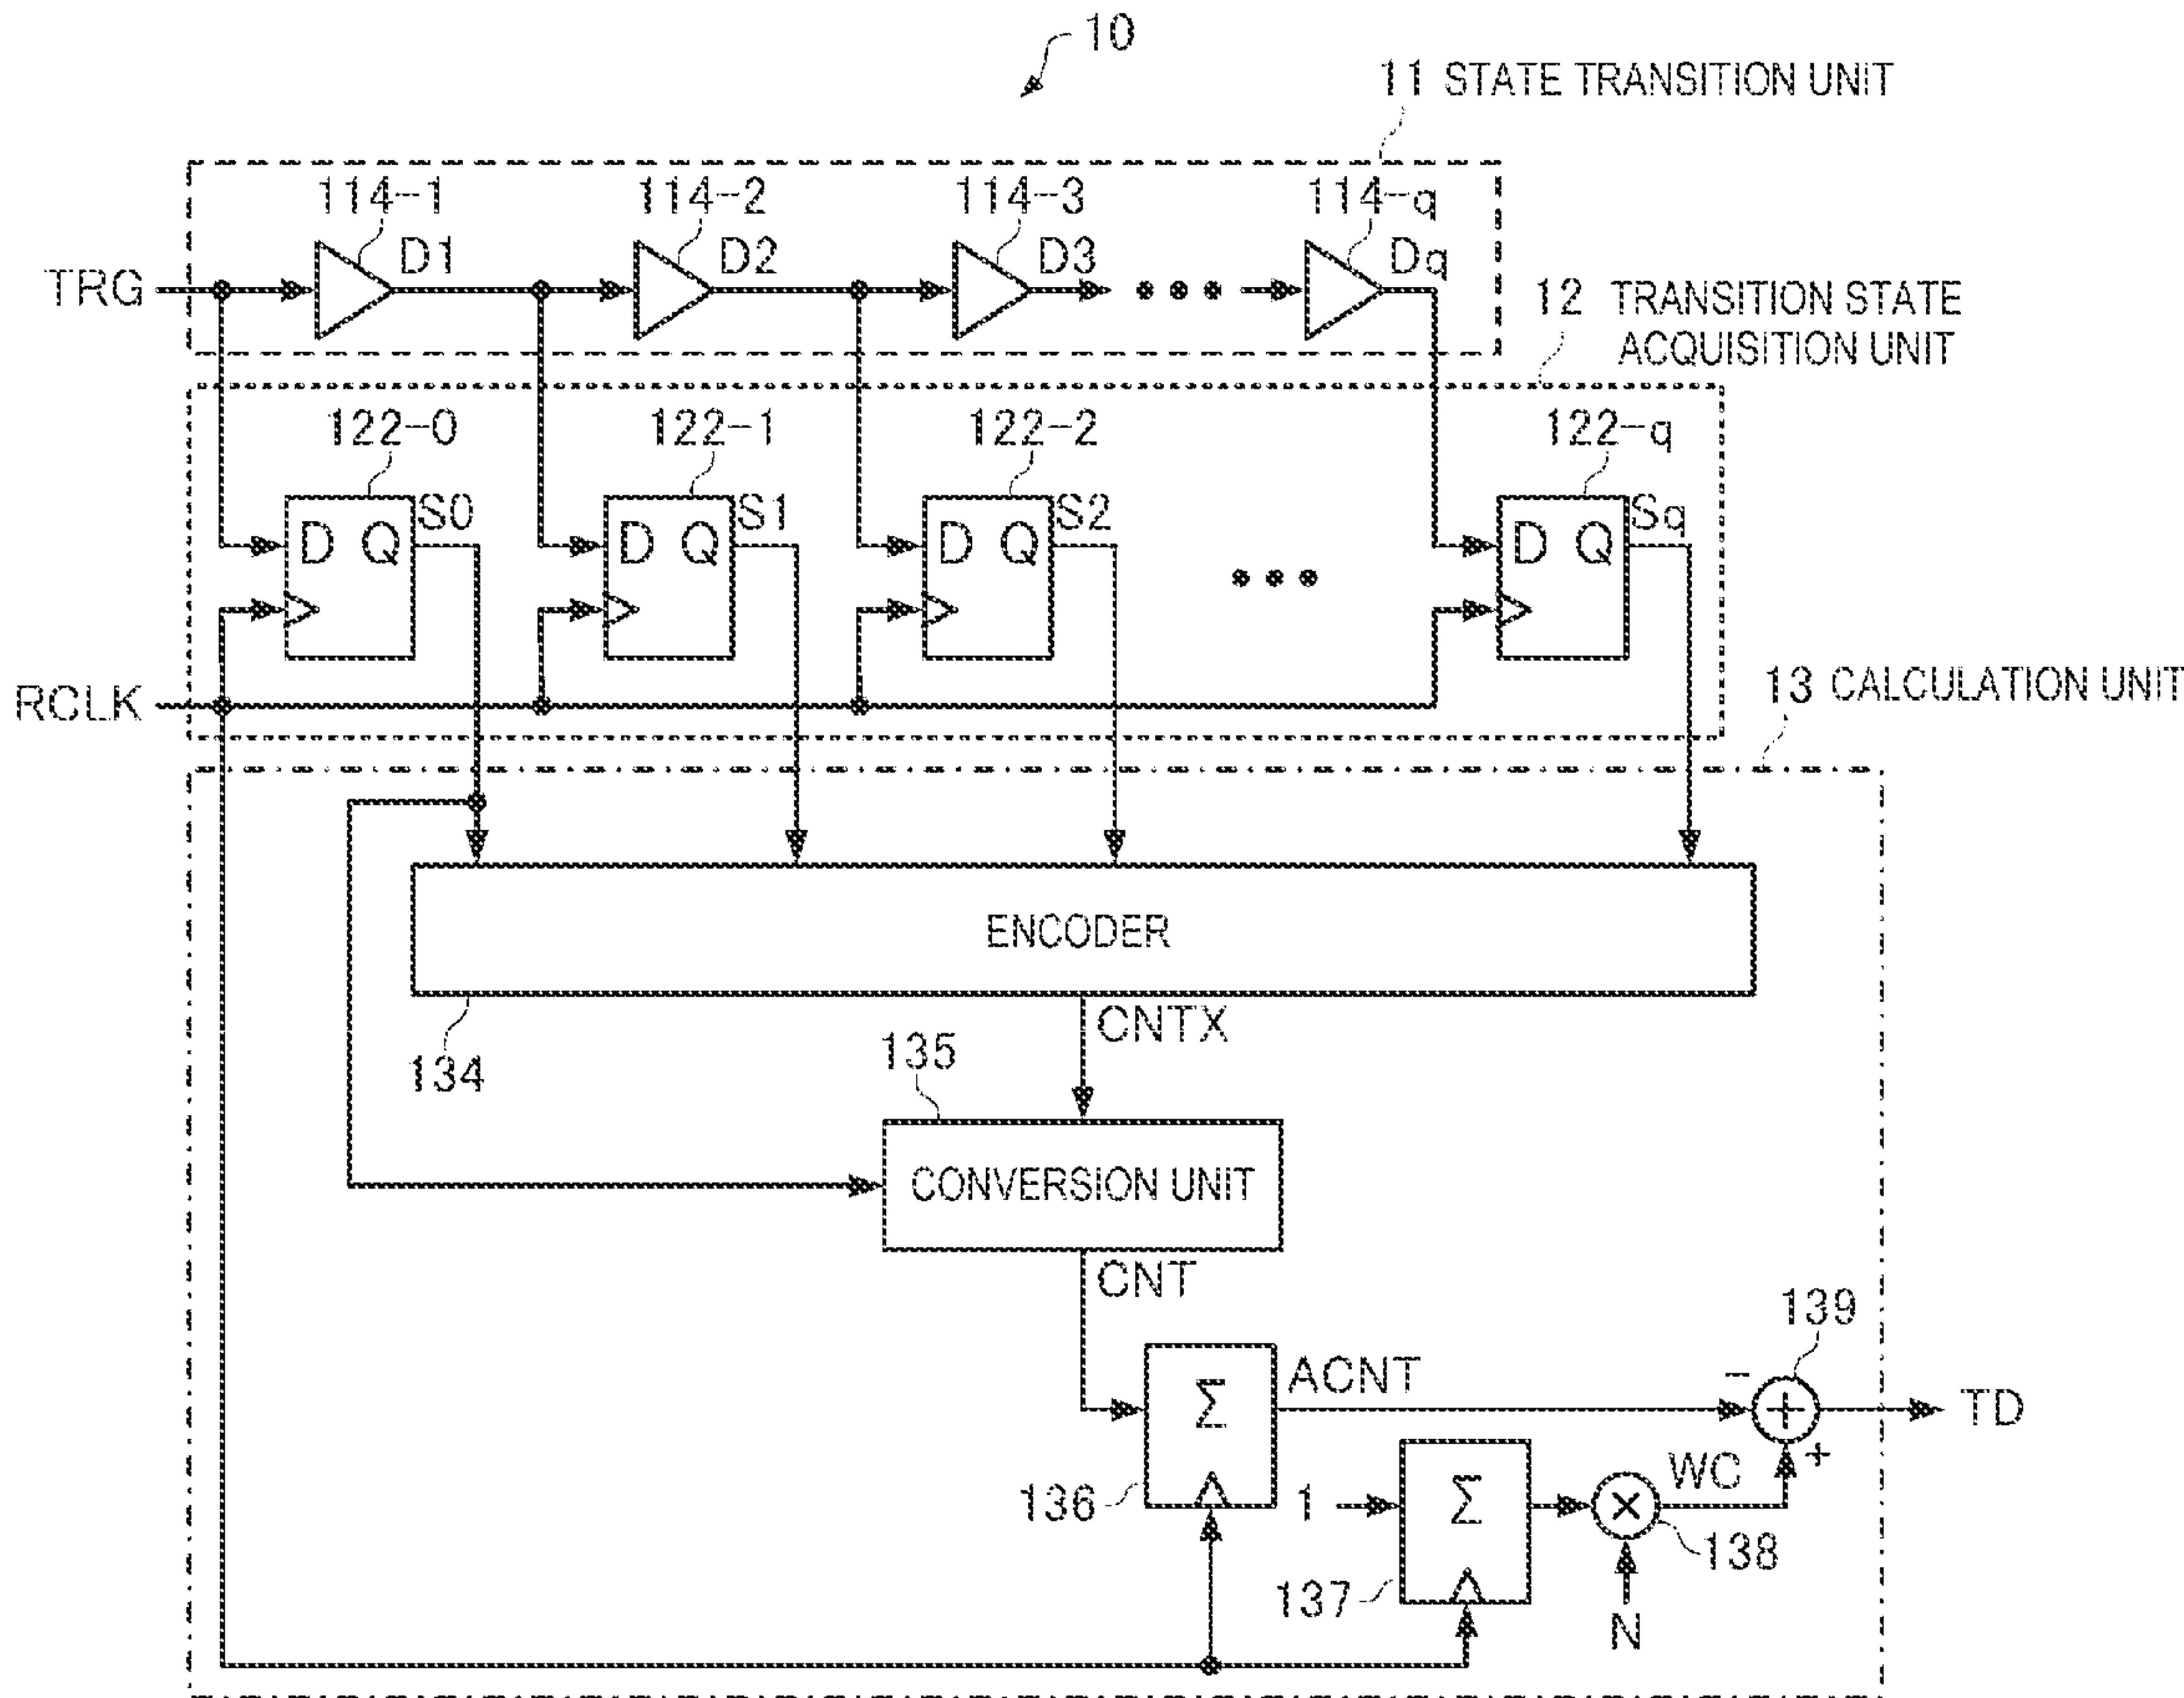 10
11 STATE TRANSITION UNIT
114-1 114-2 114-3 114-q
D1 D2 D3 Dq
TRG
12 TRANSITION STATE
ACQUISITION UNIT
122-0 122-1 122-2 122-q
S0 S1 S2 Sq
D Q D Q D Q D Q
RCLK
13 CALCULATION UNIT
ENCODER
134
CNTX
135
CONVERSION UNIT
CNT
139
Σ
ACNT
-
+
TD
136
1
Σ
WC
+
×
138
137
N